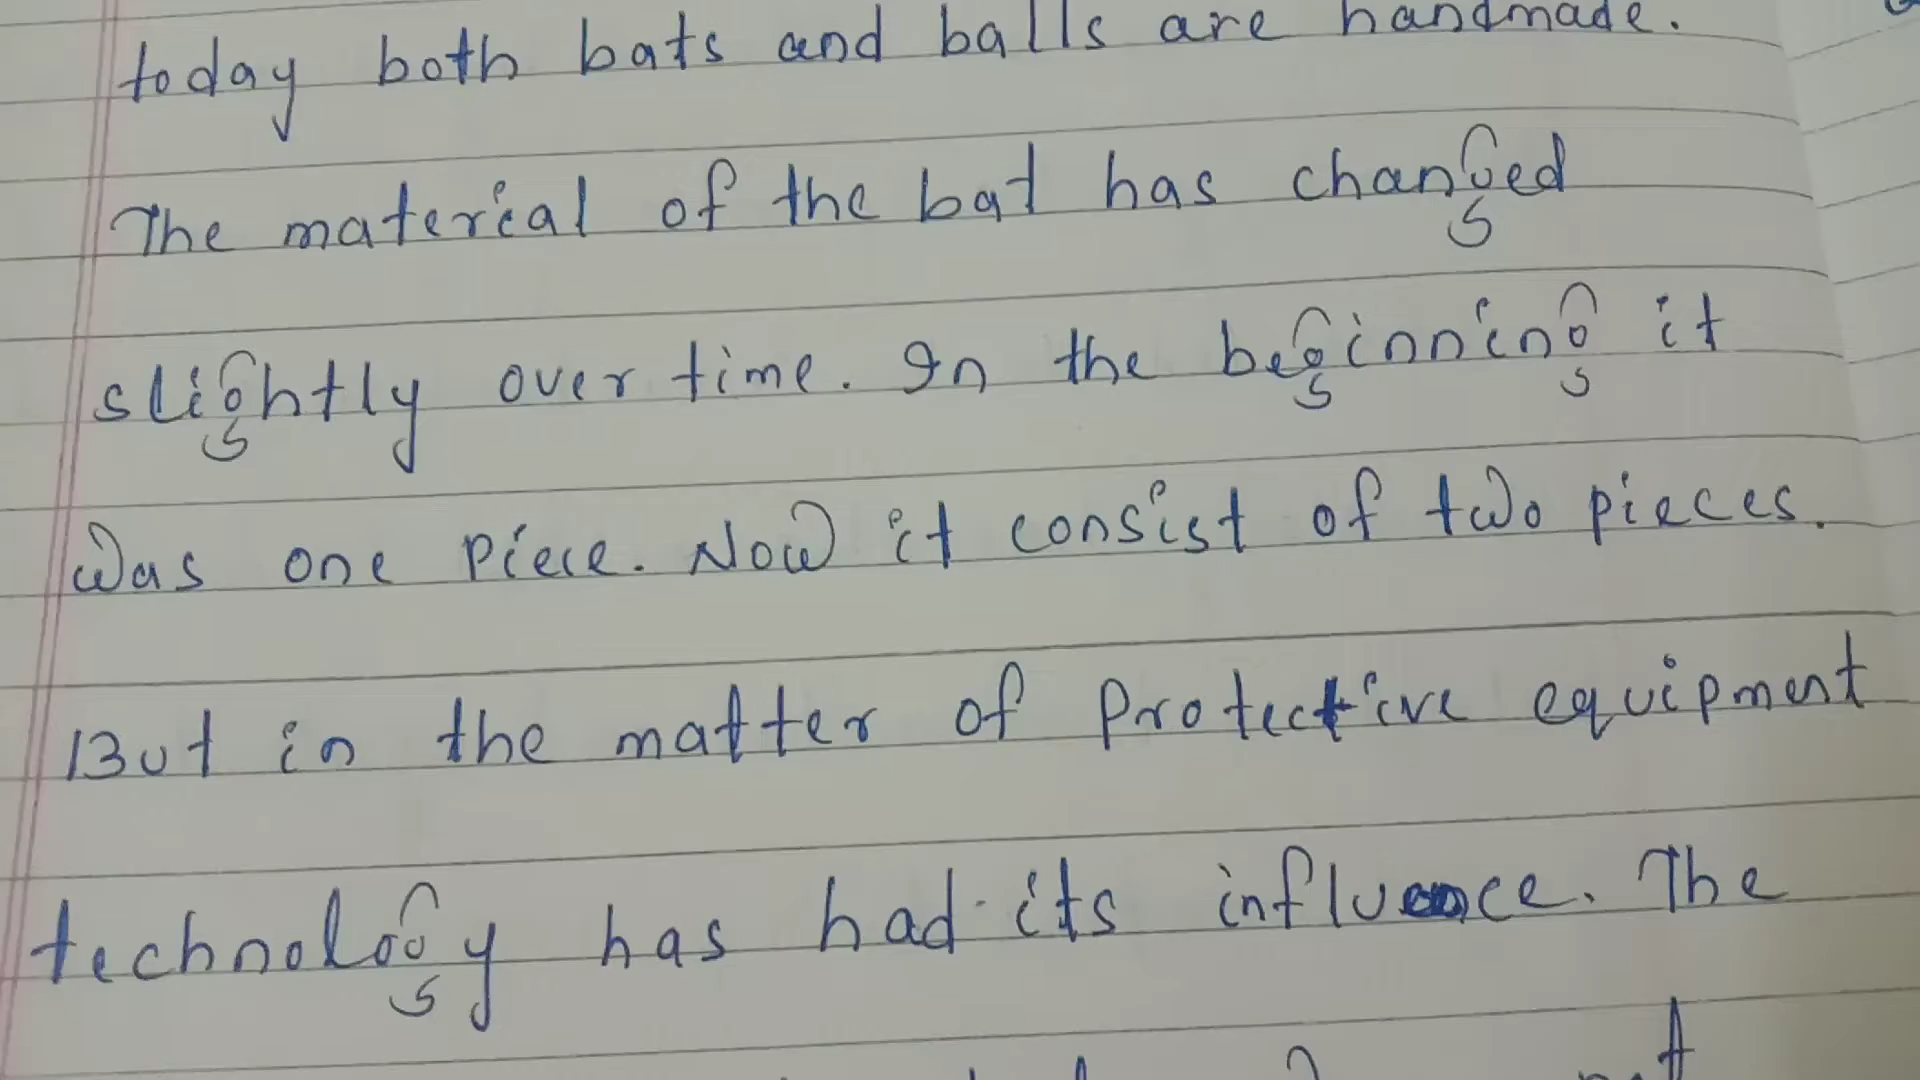 today both bats and balls are handmade.
The material of the bat has changed
slightly over time. In the beginning it
was one piece. Now it consist of two pieces.
But in the matter of protective equipment
technology has had its influence. The